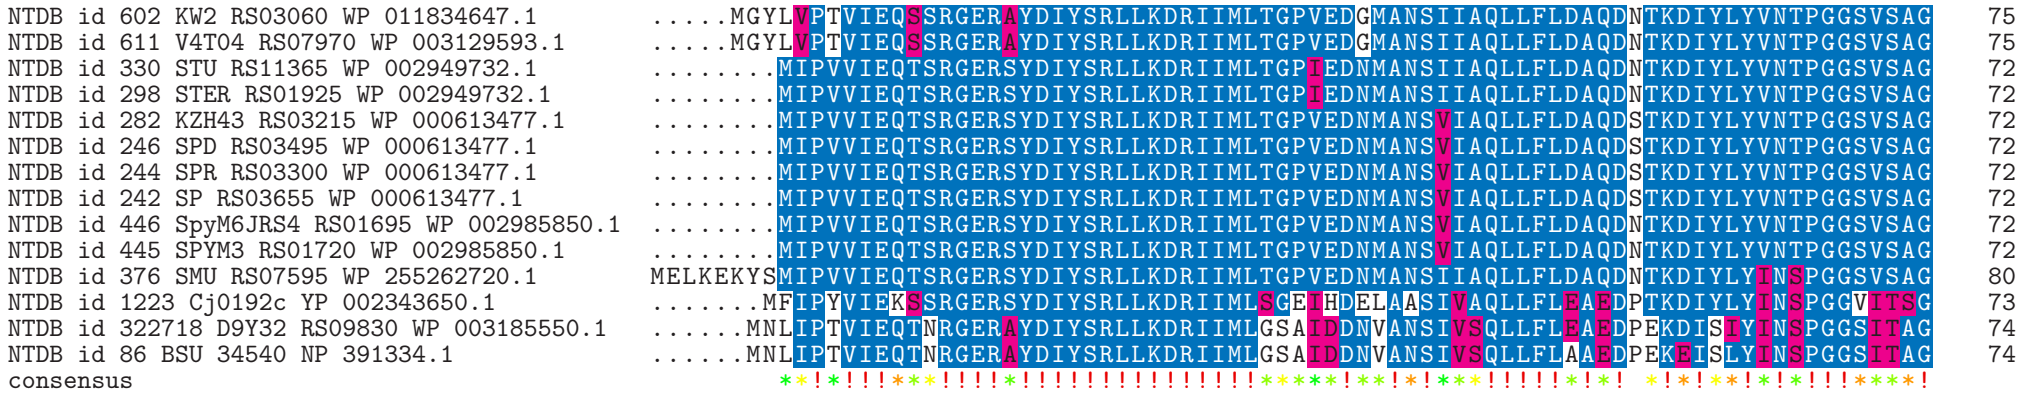 NTDB id 602 KW2 RS03060 WP 011834647.1 .....MGYLVPTVIEQSSRGERAYDIYSRLLKDRIIMLTGPVEDGMANSIIAQLLFLDAQDNTKDIYLYVNTPGGSVSAG 75
NTDB id 611 V4T04 RS07970 WP 003129593.1 .....MGYLVPTVIEQSSRGERAYDIYSRLLKDRIIMLTGPVEDGMANSIIAQLLFLDAQDNTKDIYLYVNTPGGSVSAG 75
NTDB id 330 STU RS11365 WP 002949732.1 ........MIPVVIEQTSRGERSYDIYSRLLKDRIIMLTGPIEDNMANSIIAQLLFLDAQDNTKDIYLYVNTPGGSVSAG 72
NTDB id 298 STER RS01925 WP 002949732.1 ........MIPVVIEQTSRGERSYDIYSRLLKDRIIMLTGPIEDNMANSIIAQLLFLDAQDNTKDIYLYVNTPGGSVSAG 72
NTDB id 282 KZH43 RS03215 WP 000613477.1 ........MIPVVIEQTSRGERSYDIYSRLLKDRIIMLTGPVEDNMANSVIAQLLFLDAQDSTKDIYLYVNTPGGSVSAG 72
NTDB id 246 SPD RS03495 WP 000613477.1 ........MIPVVIEQTSRGERSYDIYSRLLKDRIIMLTGPVEDNMANSVIAQLLFLDAQDSTKDIYLYVNTPGGSVSAG 72
NTDB id 244 SPR RS03300 WP 000613477.1 ........MIPVVIEQTSRGERSYDIYSRLLKDRIIMLTGPVEDNMANSVIAQLLFLDAQDSTKDIYLYVNTPGGSVSAG 72
NTDB id 242 SP RS03655 WP 000613477.1 ........MIPVVIEQTSRGERSYDIYSRLLKDRIIMLTGPVEDNMANSVIAQLLFLDAQDSTKDIYLYVNTPGGSVSAG 72
NTDB id 446 SpyM6JRS4 RS01695 WP 002985850.1 ........MIPVVIEQTSRGERSYDIYSRLLKDRIIMLTGPVEDNMANSVIAQLLFLDAQDNTKDIYLYVNTPGGSVSAG 72
NTDB id 445 SPYM3 RS01720 WP 002985850.1 ........MIPVVIEQTSRGERSYDIYSRLLKDRIIMLTGPVEDNMANSVIAQLLFLDAQDNTKDIYLYVNTPGGSVSAG 72
NTDB id 376 SMU RS07595 WP 255262720.1 MELKEKYSMIPVVIEQTSRGERSYDIYSRLLKDRIIMLTGPVEDNMANSIIAQLLFLDAQDNTKDIYLYINSPGGSVSAG 80
NTDB id 1223 Cj0192c YP 002343650.1 .......MFIPYVIEKSSRGERSYDIYSRLLKDRIIMLSGEIHDELAASIVAQLLFLEAEDPTKDIYLYINSPGGVITSG 73
NTDB id 322718 D9Y32 RS09830 WP 003185550.1 ......MNLIPTVIEQTNRGERAYDIYSRLLKDRIIMLGSAIDDNVANSIVSQLLFLEAEDPEKDISIYINSPGGSITAG 74
NTDB id 86 BSU 34540 NP 391334.1 ......MNLIPTVIEQTNRGERAYDIYSRLLKDRIIMLGSAIDDNVANSIVSQLLFLAAEDPEKEISLYINSPGGSITAG 74
consensus **!*!!!***!!!!*!!!!!!!!!!!!!!!*****!**!*!***!!!!!*!*! *!*!**!*!*!!!****!